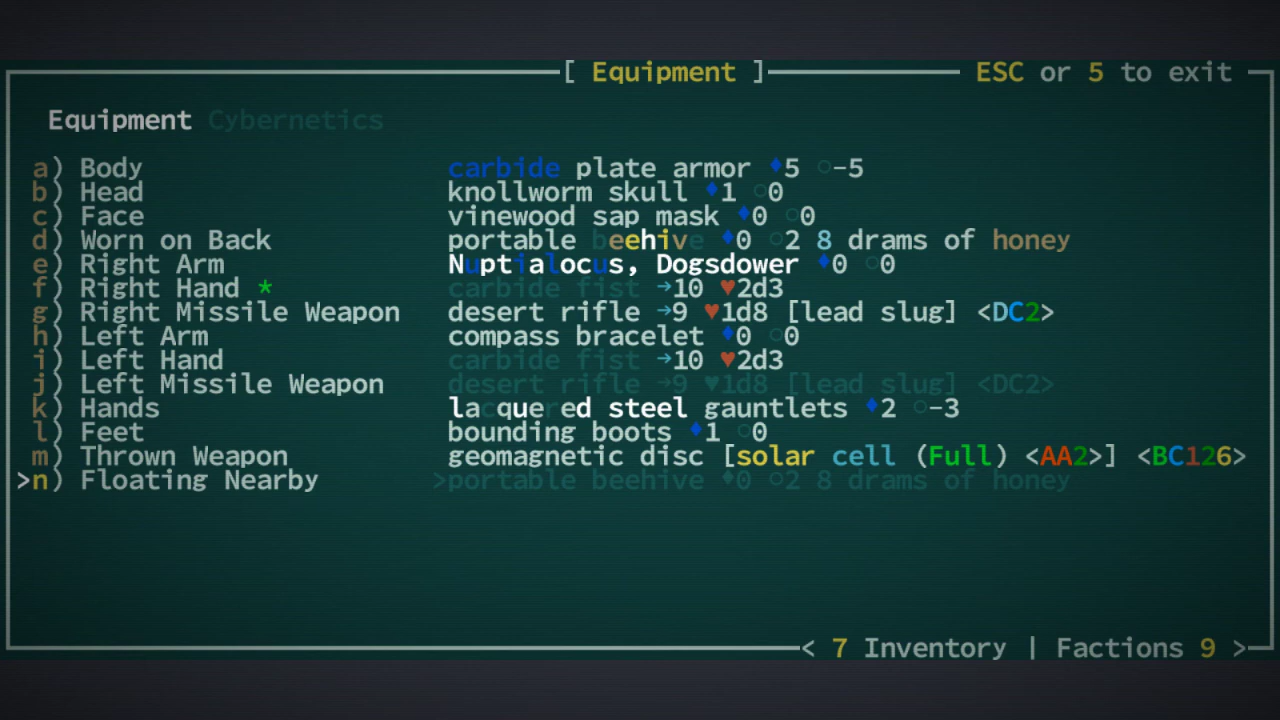 [ Equipment ] ESC or 5 to exit
Equipment Cybernetics
a) Body carbide plate armor ♦5 ○-5
b) Head knollworm skull ♦1 ○0
c) Face vinewood sap mask ♦0 ○0
d) Worn on Back portable beehive ♦0 ○2 8 drams of honey
e) Right Arm Nuptialocus, Dogsdower ♦0 ○0
f) Right Hand * carbide fist →10 ♥2d3
g) Right Missile Weapon desert rifle →9 ♥1d8 [lead slug] <DC2>
h) Left Arm compass bracelet ♦0 ○0
i) Left Hand carbide fist →10 ♥2d3
j) Left Missile Weapon desert rifle →9 ♥1d8 [lead slug] <DC2>
k) Hands lacquered steel gauntlets ♦2 ○-3
l) Feet bounding boots ♦1 ○0
m) Thrown Weapon geomagnetic disc [solar cell (Full) <AA2>] <BC126>
>n) Floating Nearby >portable beehive ♦0 ○2 8 drams of honey
< 7 Inventory | Factions 9 >